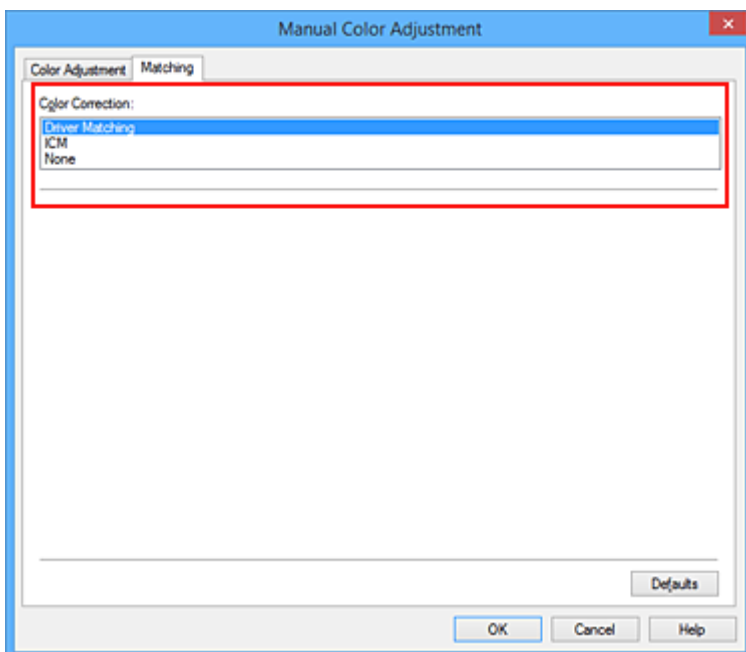 Manual Color Adjustment
Color Adjustment Matching
Color Correction:
Driver Matching
ICM
None
Defaults
OK Cancel Help